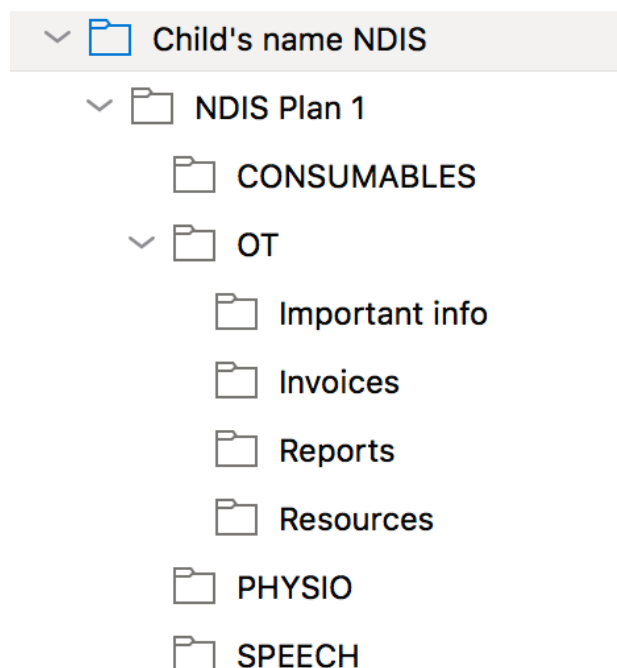 Child's name NDIS
NDIS Plan 1
CONSUMABLES
OT
Important info
Invoices
Reports
Resources
PHYSIO
SPEECH